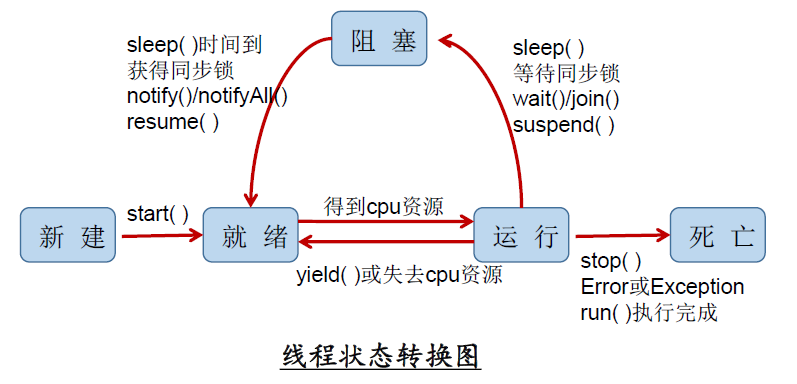 阻 塞
sleep( )时间到
获得同步锁
notify()/notifyAll()
resume( )
sleep( )
等待同步锁
wait()/join()
suspend( )
新 建
start( )
就 绪
得到cpu资源
yield( )或失去cpu资源
运 行
死 亡
stop( )
Error或Exception
run( )执行完成
线程状态转换图